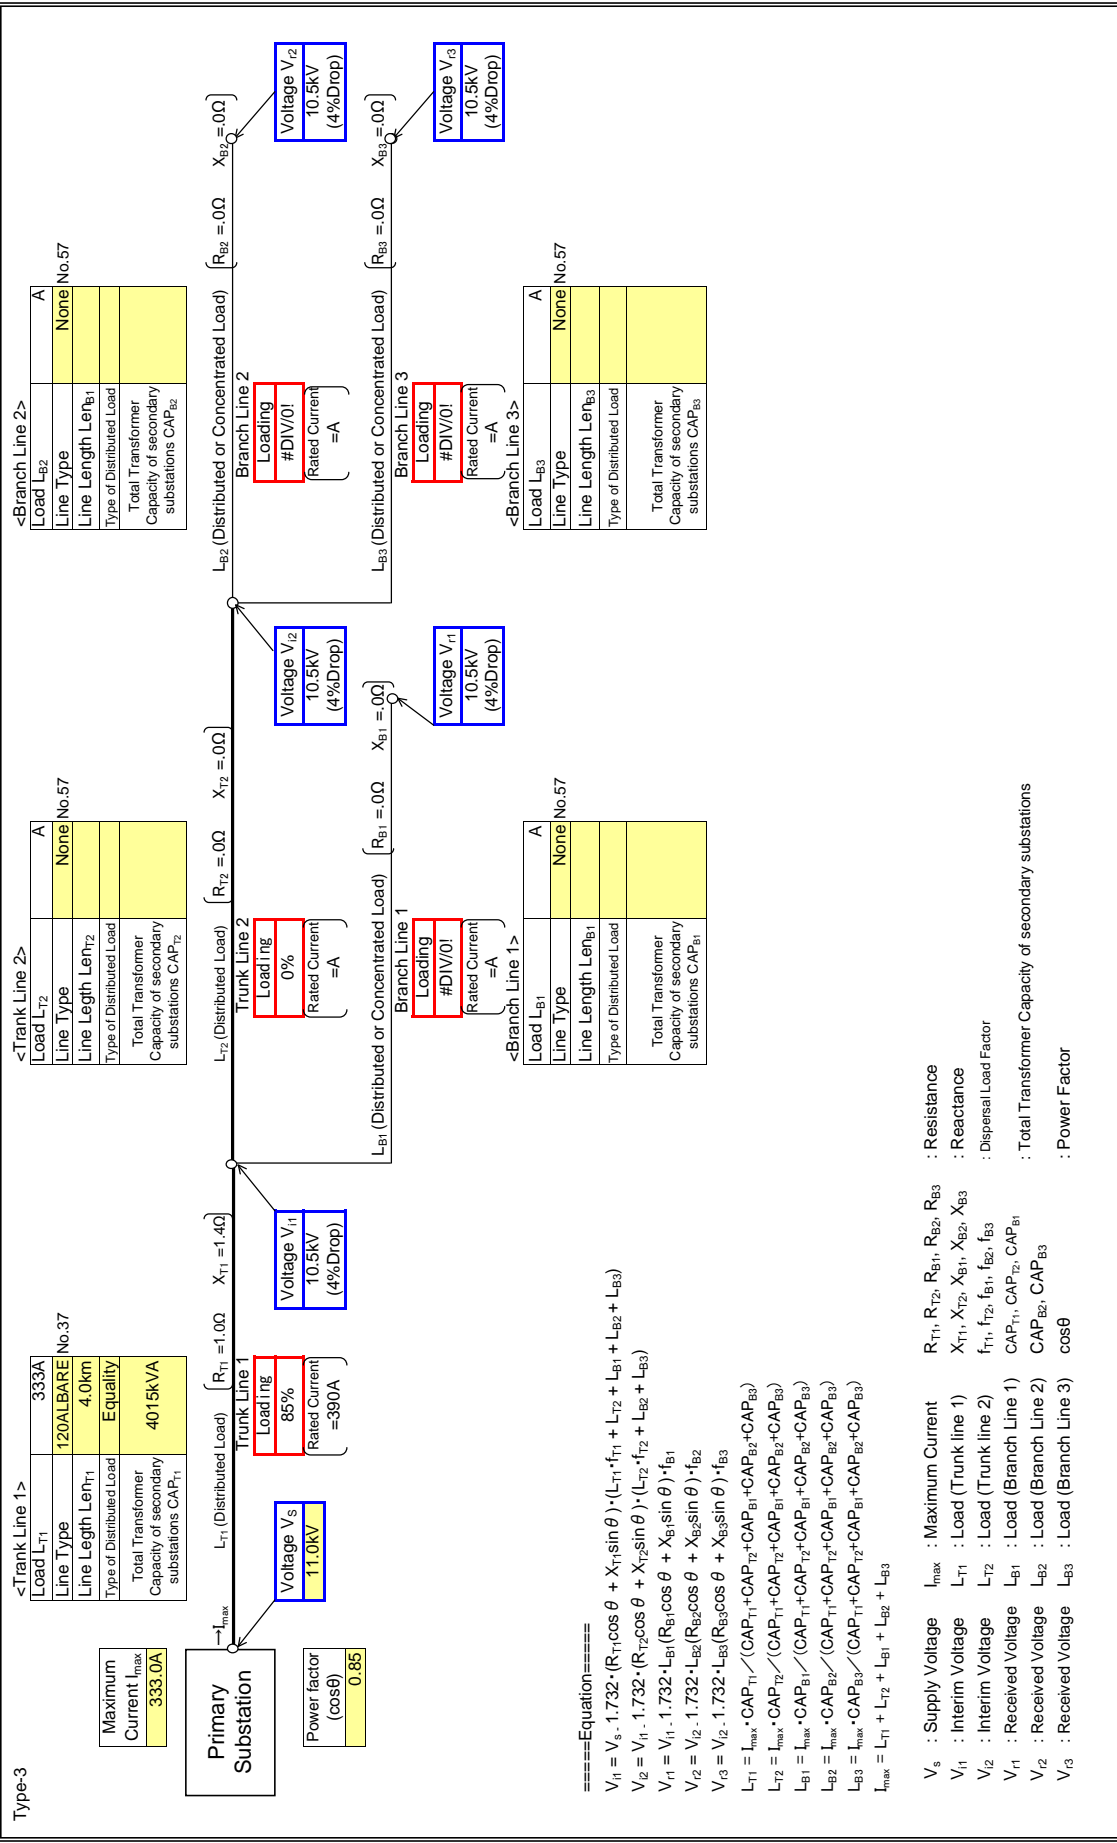 Type-3
Maximum
Current Imax
333.0A
Primary
Substation
Power factor
(cosθ)
0.85
→Imax
Voltage VS
11.0kV
<Trank Line 1>
Load LT1 333A
Line Type 120ALBARE No.37
Line Legth LenT1 4.0km
Type of Distributed Load Equality
Total Transformer
Capacity of secondary
substations CAPT1
4015kVA
LT1 (Distributed Load)
RT1 =1.0Ω XT1 =1.4Ω
Trunk Line 1
Loading
85%
Rated Current
=390A
Voltage Vi1
10.5kV
(4%Drop)
<Trank Line 2>
Load LT2 A
Line Type None No.57
Line Legth LenT2
Type of Distributed Load
Total Transformer
Capacity of secondary
substations CAPT2
LT2 (Distributed Load)
RT2 =.0Ω XT2 =.0Ω
Trunk Line 2
Loading
0%
Rated Current
=A
Voltage Vi2
10.5kV
(4%Drop)
LB1 (Distributed or Concentrated Load)
RB1 =.0Ω XB1 =.0Ω
Branch Line 1
Loading
#DIV/0!
Rated Current
=A
Voltage Vr1
10.5kV
(4%Drop)
<Branch Line 1>
Load LB1 A
Line Type None No.57
Line Length LenB1
Type of Distributed Load
Total Transformer
Capacity of secondary
substations CAPB1
<Branch Line 2>
Load LB2 A
Line Type None No.57
Line Length LenB1
Type of Distributed Load
Total Transformer
Capacity of secondary
substations CAPB2
LB2 (Distributed or Concentrated Load)
RB2 =.0Ω XB2 =.0Ω
Branch Line 2
Loading
#DIV/0!
Rated Current
=A
Voltage Vr2
10.5kV
(4%Drop)
LB3 (Distributed or Concentrated Load)
RB3 =.0Ω XB3 =.0Ω
Branch Line 3
Loading
#DIV/0!
Rated Current
=A
Voltage Vr3
10.5kV
(4%Drop)
<Branch Line 3>
Load LB3 A
Line Type None No.57
Line Length LenB3
Type of Distributed Load
Total Transformer
Capacity of secondary
substations CAPB3
=====Equation=====
Vi1 = Vs - 1.732・(RT1cos θ + XT1sin θ)・(LT1・fT1 + LT2 + LB1 + LB2 + LB3)
Vi2 = Vi1 - 1.732・(RT2cos θ + XT2sin θ)・(LT2・fT2 + LB2 + LB3)
Vr1 = Vi1 - 1.732・LB1(RB1cos θ + XB1sin θ)・fB1
Vr2 = Vi2 - 1.732・LB2(RB2cos θ + XB2sin θ)・fB2
Vr3 = Vi2 - 1.732・LB3(RB3cos θ + XB3sin θ)・fB3
LT1 = Imax・CAPT1／(CAPT1+CAPT2+CAPB1+CAPB2+CAPB3)
LT2 = Imax・CAPT2／(CAPT1+CAPT2+CAPB1+CAPB2+CAPB3)
LB1 = Imax・CAPB1／(CAPT1+CAPT2+CAPB1+CAPB2+CAPB3)
LB2 = Imax・CAPB2／(CAPT1+CAPT2+CAPB1+CAPB2+CAPB3)
LB3 = Imax・CAPB3／(CAPT1+CAPT2+CAPB1+CAPB2+CAPB3)
Imax = LT1 + LT2 + LB1 + LB2 + LB3
Vs : Supply Voltage Imax : Maximum Current RT1, RT2, RB1, RB2, RB3 : Resistance
Vi1 : Interim Voltage LT1 : Load (Trunk line 1) XT1, XT2, XB1, XB2, XB3 : Reactance
Vi2 : Interim Voltage LT2 : Load (Trunk line 2) fT1, fT2, fB1, fB2, fB3 : Dispersal Load Factor
Vr1 : Received Voltage LB1 : Load (Branch Line 1) CAPT1, CAPT2, CAPB1
Vr2 : Received Voltage LB2 : Load (Branch Line 2) CAPB2, CAPB3 : Total Transformer Capacity of secondary substations
Vr3 : Received Voltage LB3 : Load (Branch Line 3) cosθ : Power Factor